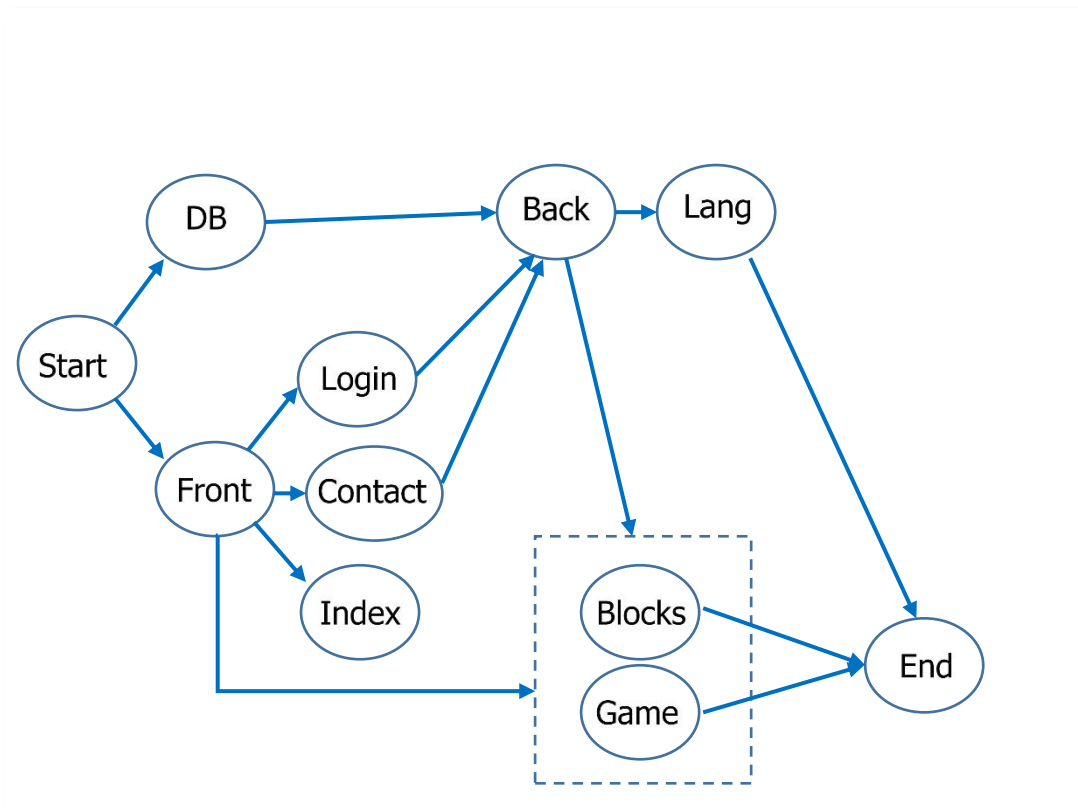 DB
Back
Lang
Start
Login
Front
Contact
Index
Blocks
End
Game